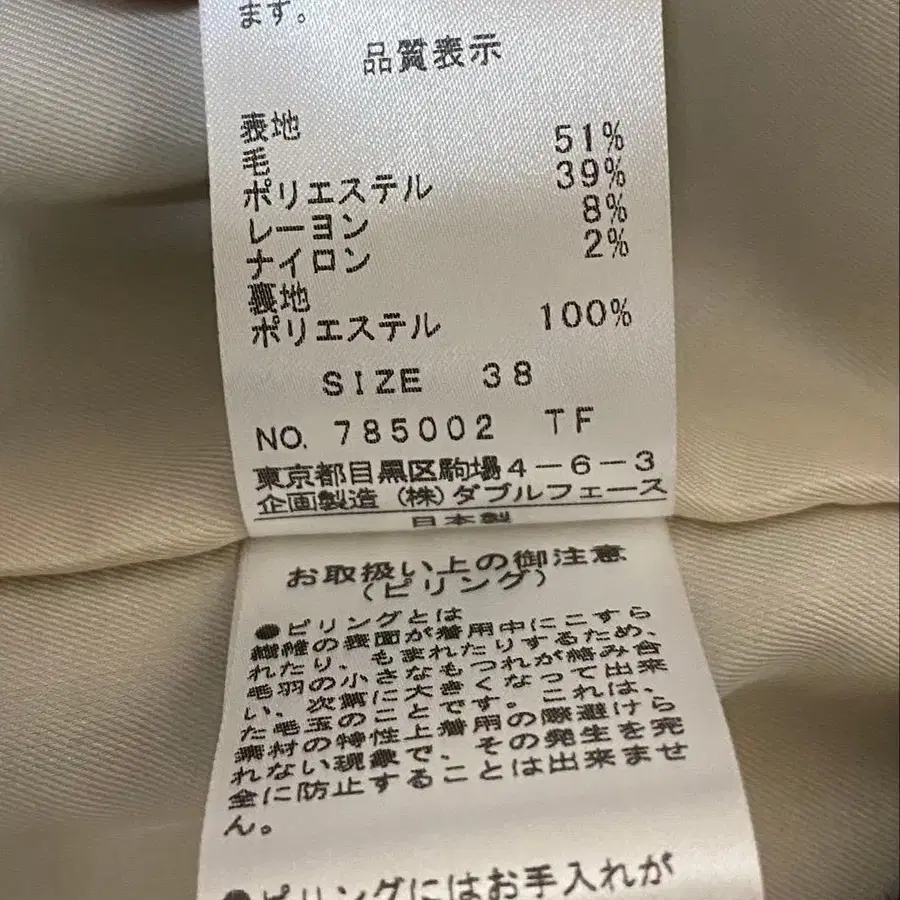 ます。
品質表示
表地
毛 51%
ポリエステル 39%
レーヨン 8%
ナイロン 2%
裏地
ポリエステル 100%
SIZE 38
NO. 785002 TF
東京都目黒区駒場4-6-3
企画製造 (株)ダブルフェース
日本製
お取扱い上の御注意
(ピリング)
●ピリングとは
繊維の表面が着用中にこすら
れたり、もまれたりするため、
毛羽の小さなもつれが絡み合
い、次第に大きくなって出来
た毛玉のことです。これは、
素材の特性上着用の際避けら
れない現象で、その発生を完
全に防止することは出来ませ
ん。
●ピリングにはお手入れが